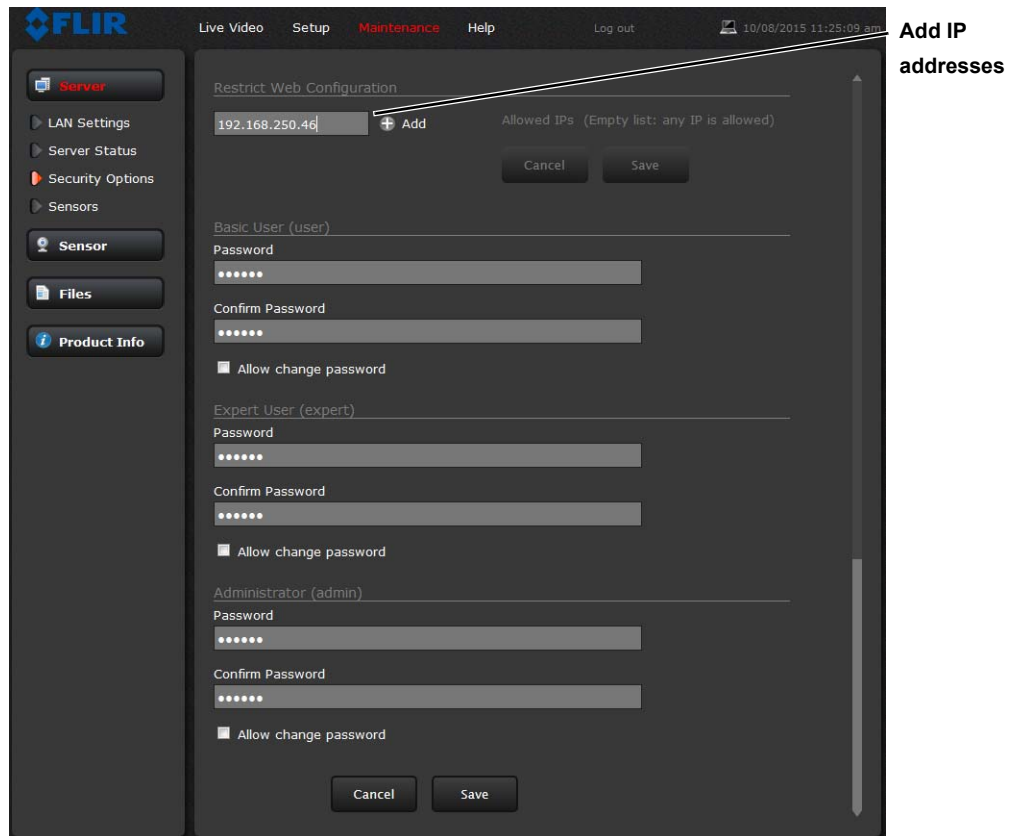 FLIR
Live Video Setup Maintenance Help Log out 10/08/2015 11:25:09 am
Add IP
addresses
Server
LAN Settings
Server Status
Security Options
Sensors
Sensor
Files
Product Info
Restrict Web Configuration
192.168.250.46 Add Allowed IPs (Empty list: any IP is allowed)
Cancel Save
Basic User (user)
Password
••••••
Confirm Password
••••••
Allow change password
Expert User (expert)
Password
••••••
Confirm Password
••••••
Allow change password
Administrator (admin)
Password
••••••
Confirm Password
••••••
Allow change password
Cancel Save